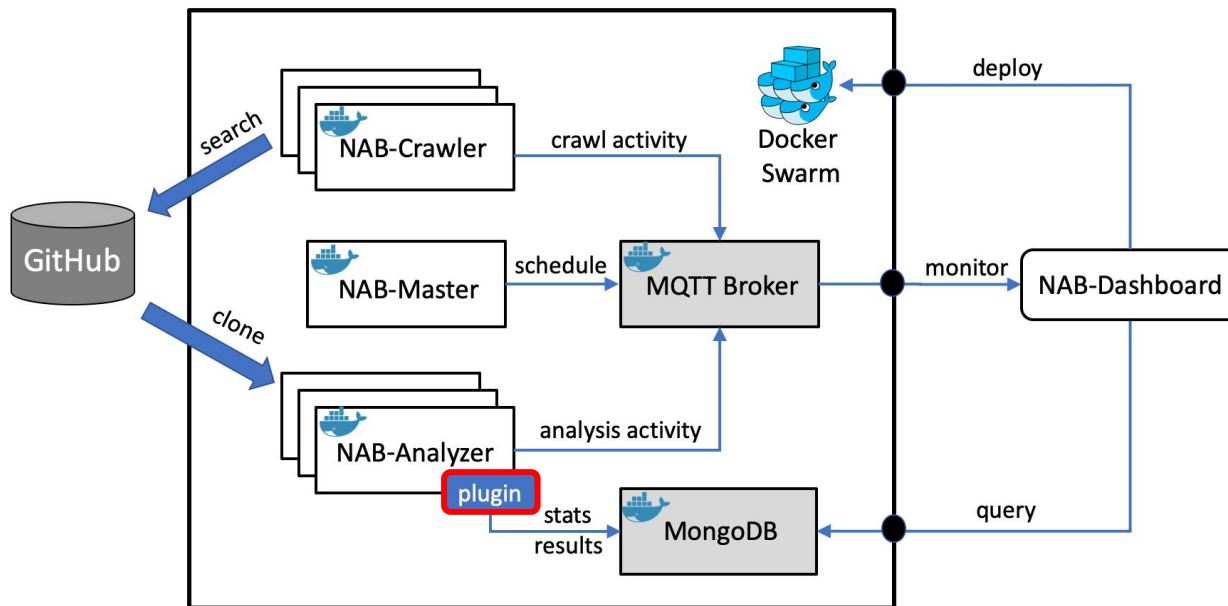 deploy
search
NAB-Crawler
crawl activity
Docker
Swarm
GitHub
NAB-Master
schedule
MQTT Broker
monitor
NAB-Dashboard
clone
NAB-Analyzer
analysis activity
plugin
stats
results
MongoDB
query